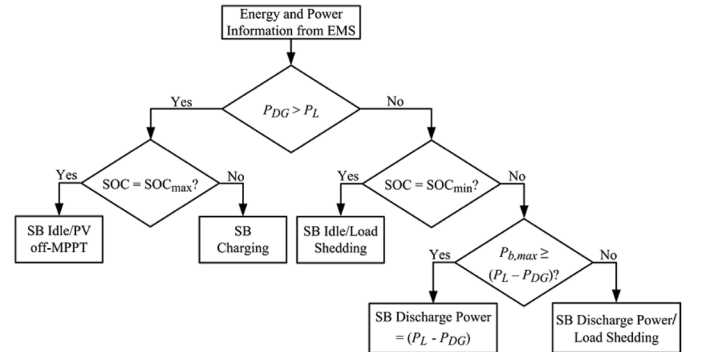 Energy and Power
Information from EMS
Yes
P_DG > P_L
No
Yes
SOC = SOC_max?
No
Yes
SOC = SOC_min?
No
SB Idle/PV
off-MPPT
SB
Charging
SB Idle/Load
Shedding
Yes
P_b,max ≥
(P_L – P_DG)?
No
SB Discharge Power
= (P_L - P_DG)
SB Discharge Power/
Load Shedding